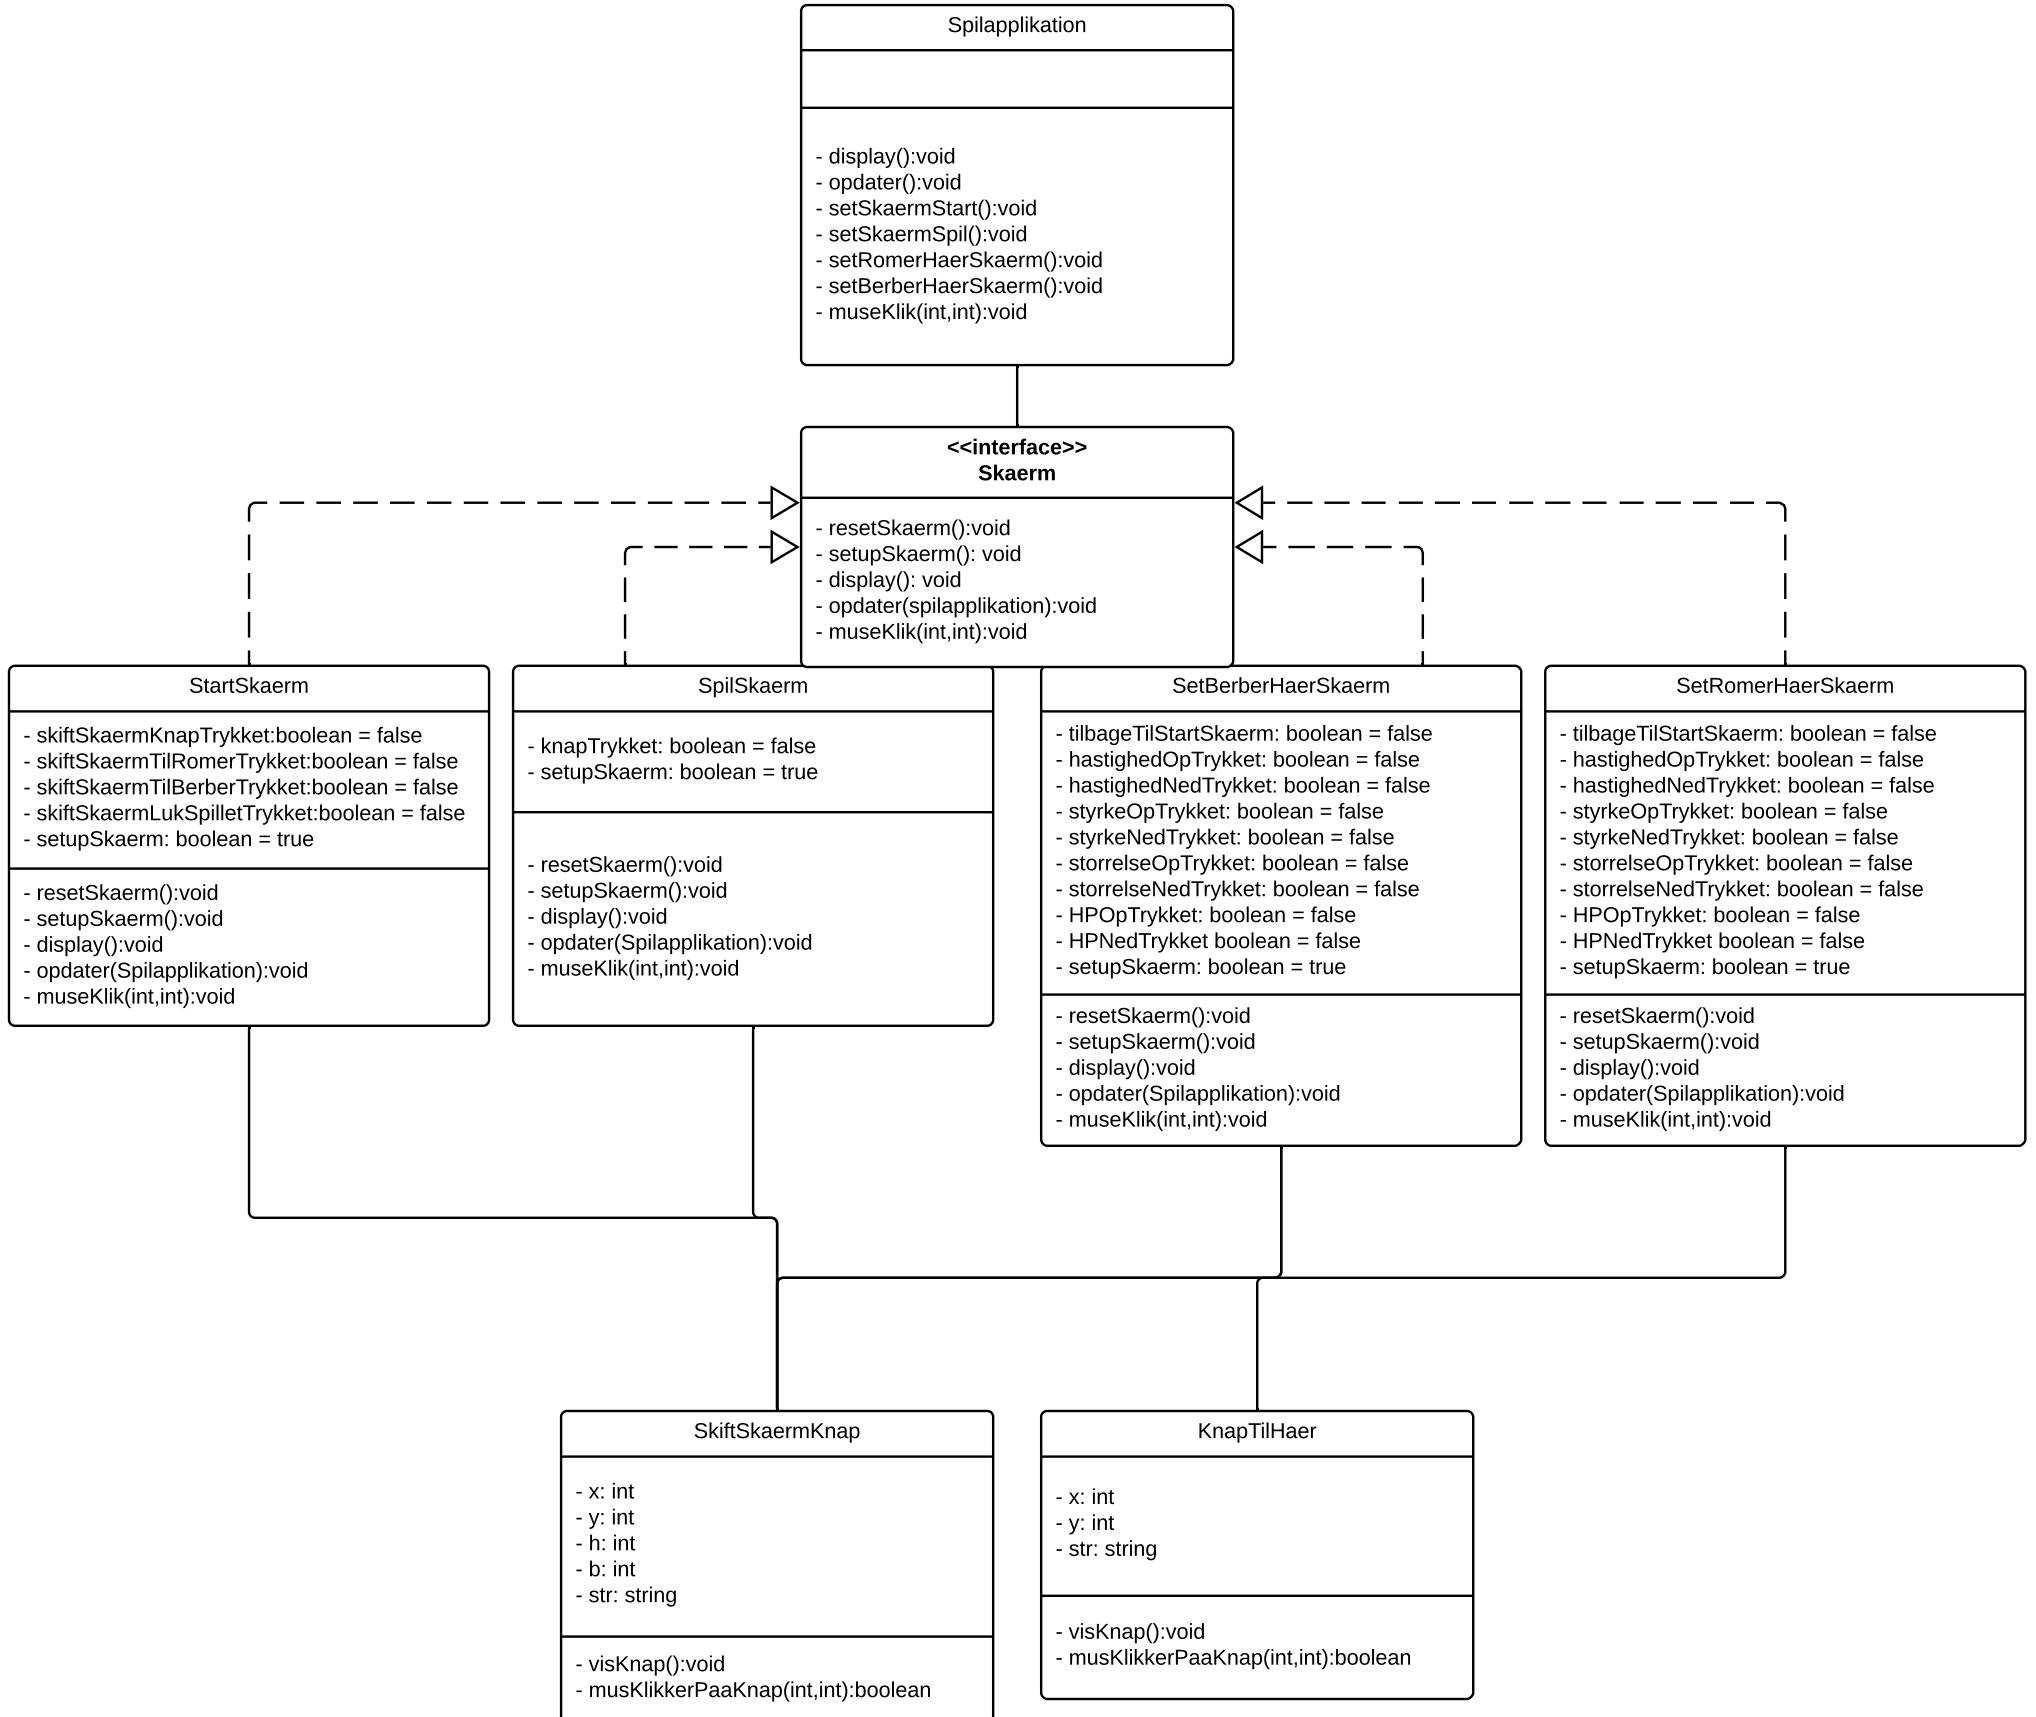 Spilapplikation
- display():void
- opdater():void
- setSkaermStart():void
- setSkaermSpil():void
- setRomerHaerSkaerm():void
- setBerberHaerSkaerm():void
- museKlik(int,int):void
<<interface>>
Skaerm
- resetSkaerm():void
- setupSkaerm(): void
- display(): void
- opdater(spilapplikation):void
- museKlik(int,int):void
StartSkaerm
- skiftSkaermKnapTrykket:boolean = false
- skiftSkaermTilRomerTrykket:boolean = false
- skiftSkaermTilBerberTrykket:boolean = false
- skiftSkaermLukSpilletTrykket:boolean = false
- setupSkaerm: boolean = true
- resetSkaerm():void
- setupSkaerm():void
- display():void
- opdater(Spilapplikation):void
- museKlik(int,int):void
SpilSkaerm
- knapTrykket: boolean = false
- setupSkaerm: boolean = true
- resetSkaerm():void
- setupSkaerm():void
- display():void
- opdater(Spilapplikation):void
- museKlik(int,int):void
SetBerberHaerSkaerm
- tilbageTilStartSkaerm: boolean = false
- hastighedOpTrykket: boolean = false
- hastighedNedTrykket: boolean = false
- styrkeOpTrykket: boolean = false
- styrkeNedTrykket: boolean = false
- storrelseOpTrykket: boolean = false
- storrelseNedTrykket: boolean = false
- HPOpTrykket: boolean = false
- HPNedTrykket boolean = false
- setupSkaerm: boolean = true
- resetSkaerm():void
- setupSkaerm():void
- display():void
- opdater(Spilapplikation):void
- museKlik(int,int):void
SetRomerHaerSkaerm
- tilbageTilStartSkaerm: boolean = false
- hastighedOpTrykket: boolean = false
- hastighedNedTrykket: boolean = false
- styrkeOpTrykket: boolean = false
- styrkeNedTrykket: boolean = false
- storrelseOpTrykket: boolean = false
- storrelseNedTrykket: boolean = false
- HPOpTrykket: boolean = false
- HPNedTrykket boolean = false
- setupSkaerm: boolean = true
- resetSkaerm():void
- setupSkaerm():void
- display():void
- opdater(Spilapplikation):void
- museKlik(int,int):void
SkiftSkaermKnap
- x: int
- y: int
- h: int
- b: int
- str: string
- visKnap():void
- musKlikkerPaaKnap(int,int):boolean
KnapTilHaer
- x: int
- y: int
- str: string
- visKnap():void
- musKlikkerPaaKnap(int,int):boolean